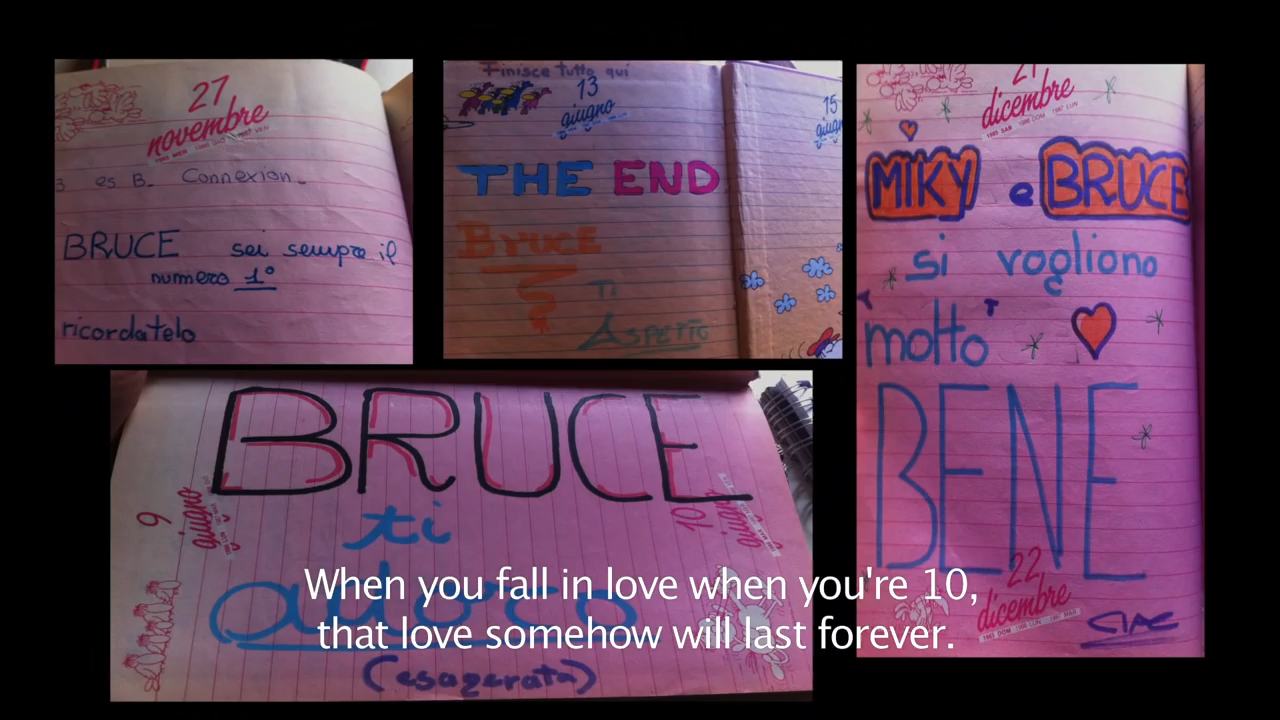 27
novembre
es B. Connexion.
BRUCE sei sempre il
numero 1°
ricordatelo
Finisce tutto qui
13
giugno
15
THE END
Bruce
Ti
Aspetto
21
dicembre
MIKY e BRUCE
si vogliono
molto
BENE
22
dicembre
CIAC
BRUCE
9
giugno
10
giugno
ti
adoro
(esagerata)
When you fall in love when you're 10,
that love somehow will last forever.